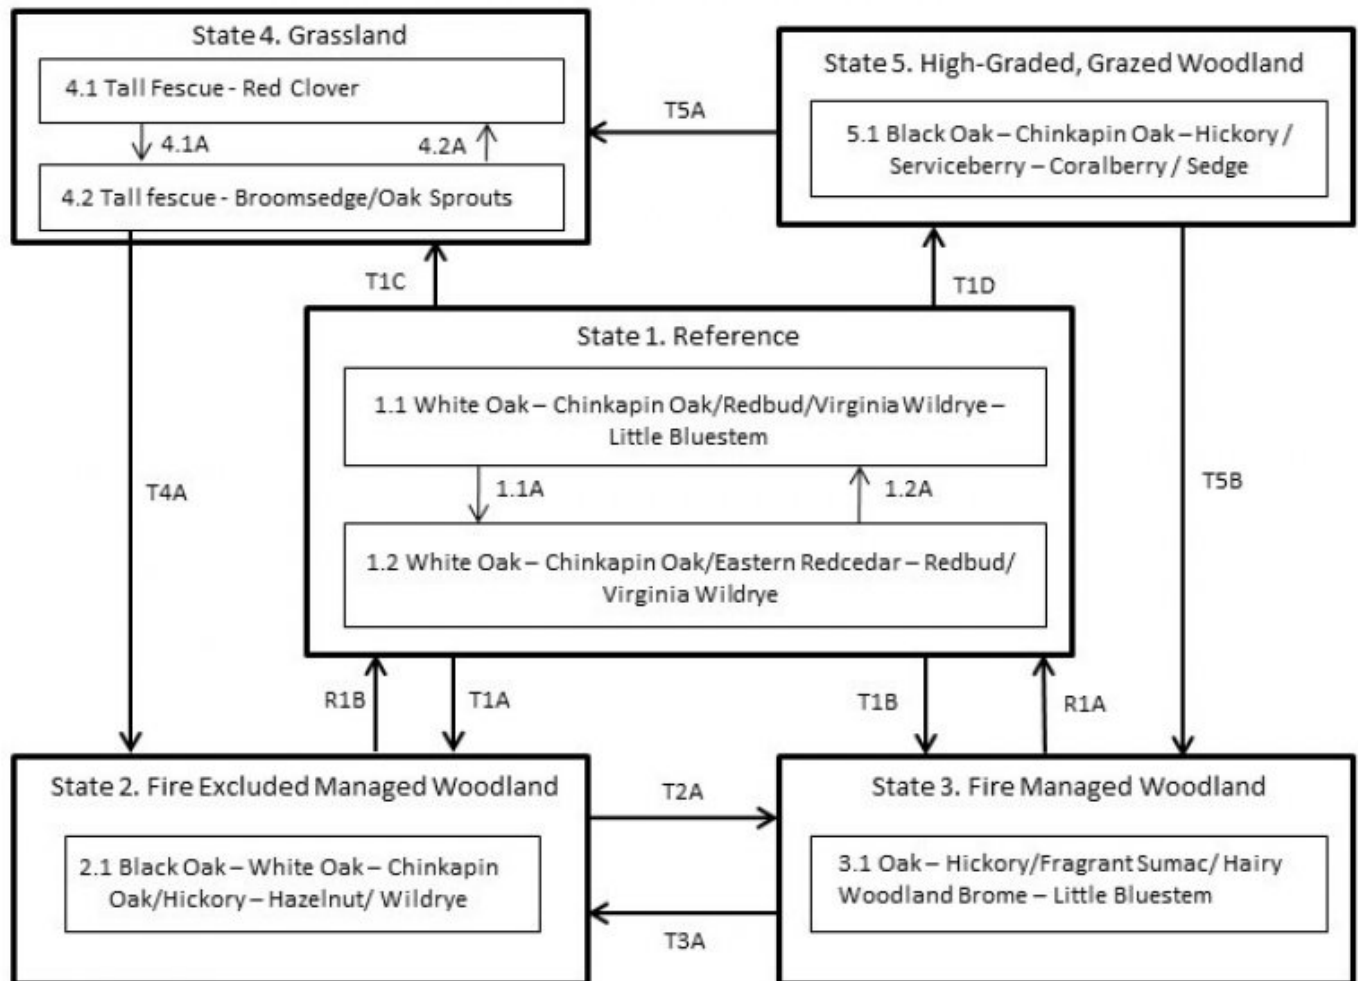 State 4. Grassland
4.1 Tall Fescue - Red Clover
4.1A
4.2A
4.2 Tall fescue - Broomsedge/Oak Sprouts
T5A
State 5. High-Graded, Grazed Woodland
5.1 Black Oak – Chinkapin Oak – Hickory /
Serviceberry – Coralberry / Sedge
T1C
T1D
State 1. Reference
1.1 White Oak – Chinkapin Oak/Redbud/Virginia Wildrye –
Little Bluestem
1.1A
1.2A
1.2 White Oak – Chinkapin Oak/Eastern Redcedar – Redbud/
Virginia Wildrye
T4A
T5B
R1B
T1A
T1B
R1A
State 2. Fire Excluded Managed Woodland
2.1 Black Oak – White Oak – Chinkapin
Oak/Hickory – Hazelnut/ Wildrye
T2A
T3A
State 3. Fire Managed Woodland
3.1 Oak – Hickory/Fragrant Sumac/ Hairy
Woodland Brome – Little Bluestem